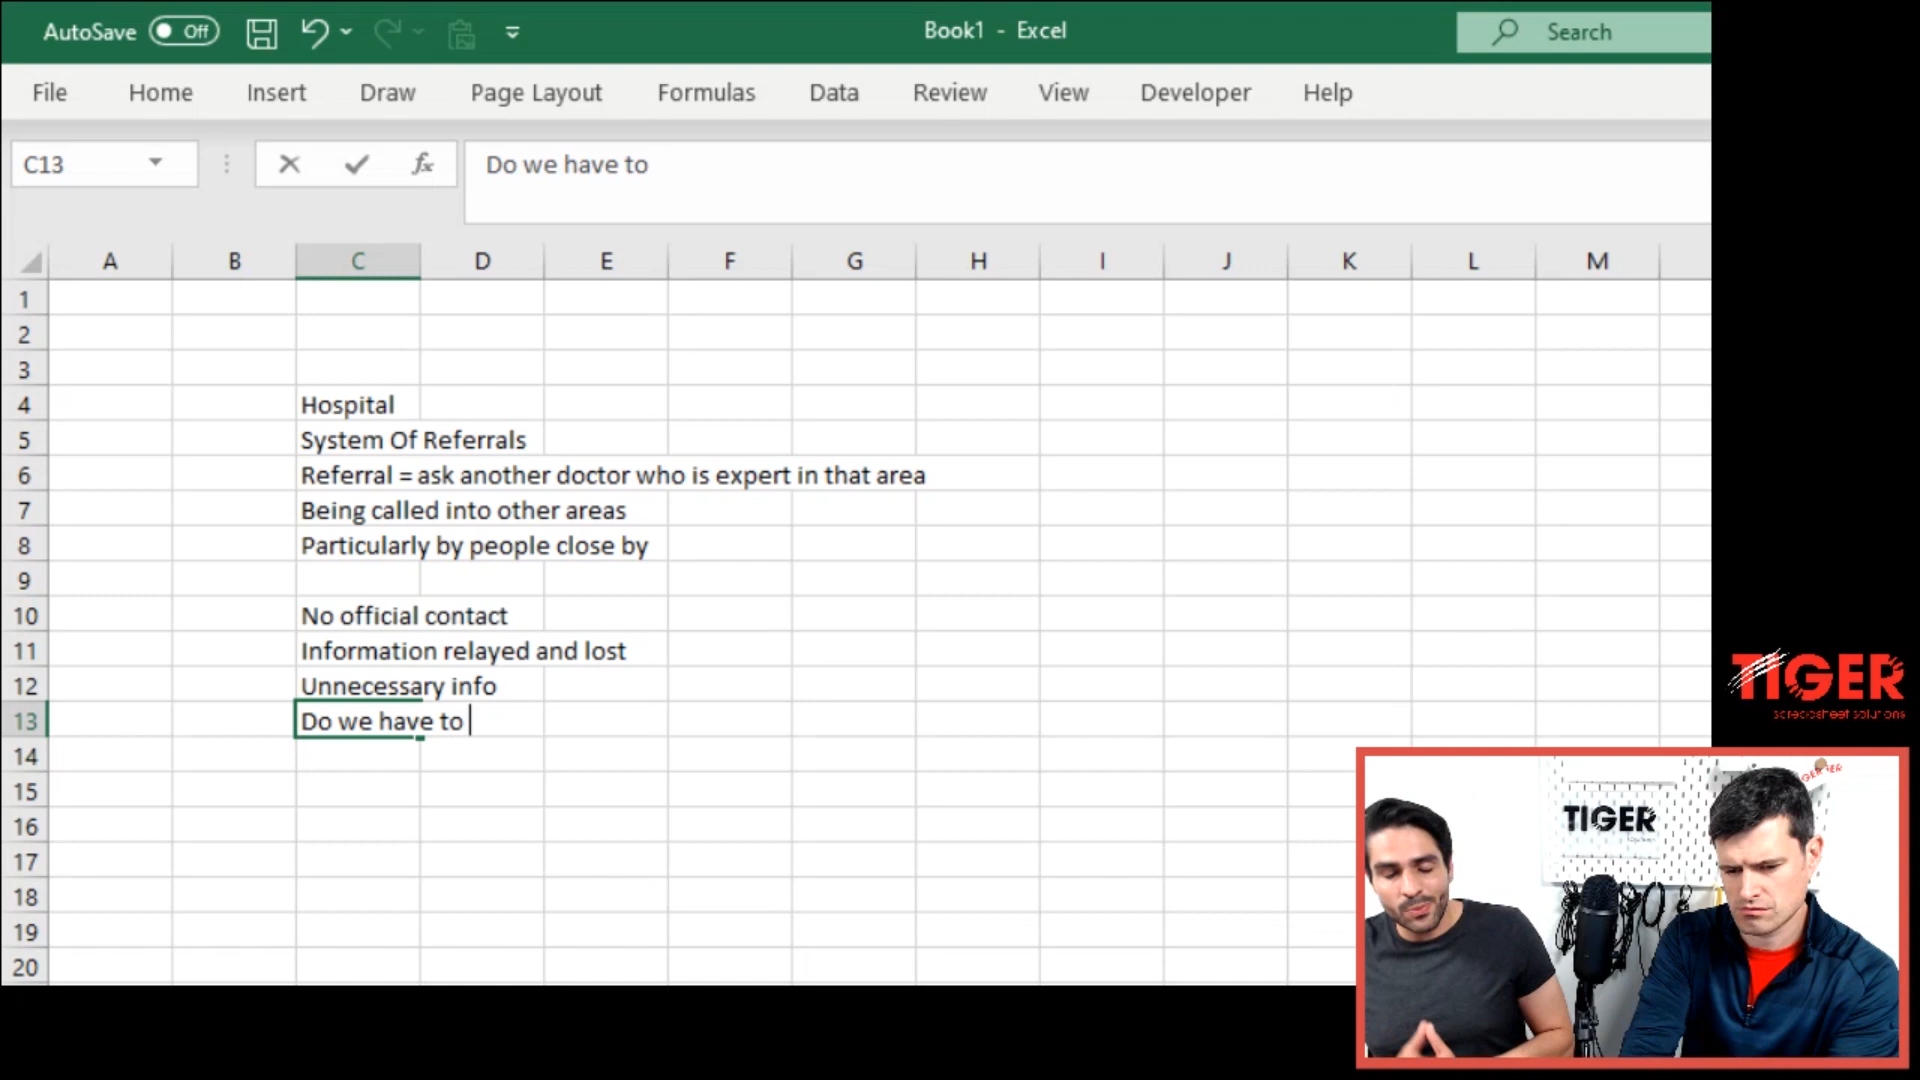 AutoSave Off Book1 - Excel Search
File Home Insert Draw Page Layout Formulas Data Review View Developer Help
C13 fx Do we have to
A B C D E F G H I J K L M
1
2
3
4 Hospital
5 System Of Referrals
6 Referral = ask another doctor who is expert in that area
7 Being called into other areas
8 Particularly by people close by
9
10 No official contact
11 Information relayed and lost
12 Unnecessary info
13 Do we have to
14
15
16
17
18
19
20
TIGER
spreadsheet solutions
TIGER